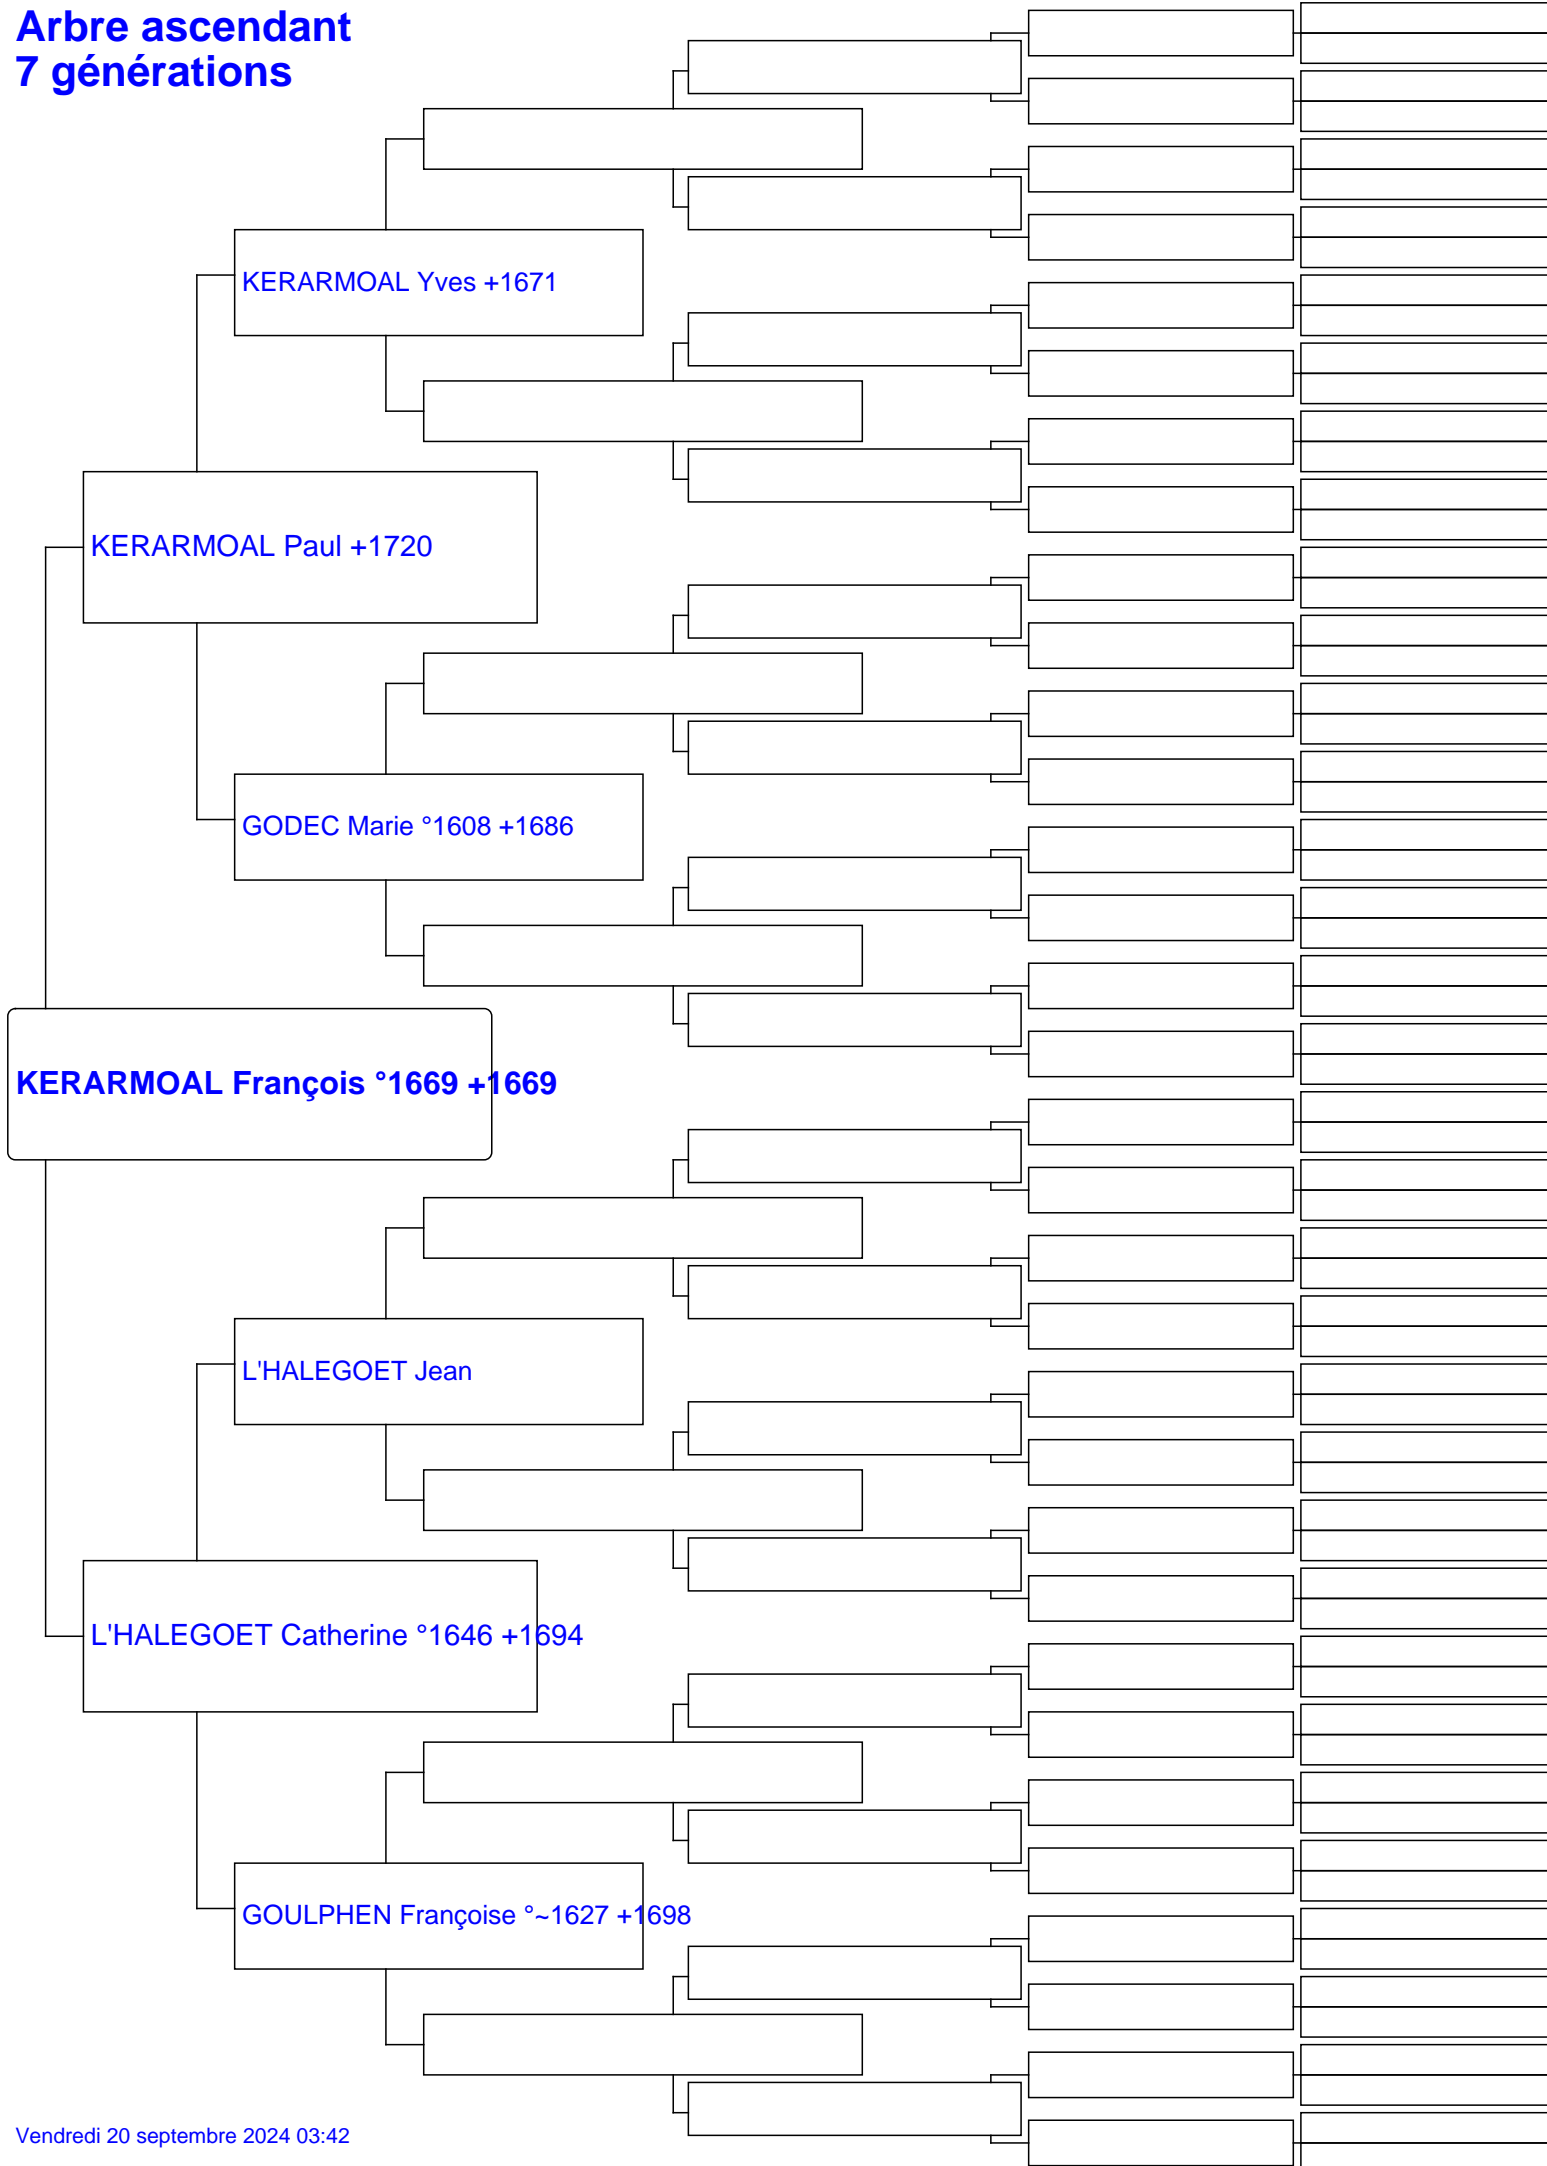 Arbre ascendant
7 générations
KERARMOAL Yves +1671
KERARMOAL Paul +1720
GODEC Marie °1608 +1686
KERARMOAL François °1669 +1669
L'HALEGOET Jean
L'HALEGOET Catherine °1646 +1694
GOULPHEN Françoise °~1627 +1698
Vendredi 20 septembre 2024 03:42